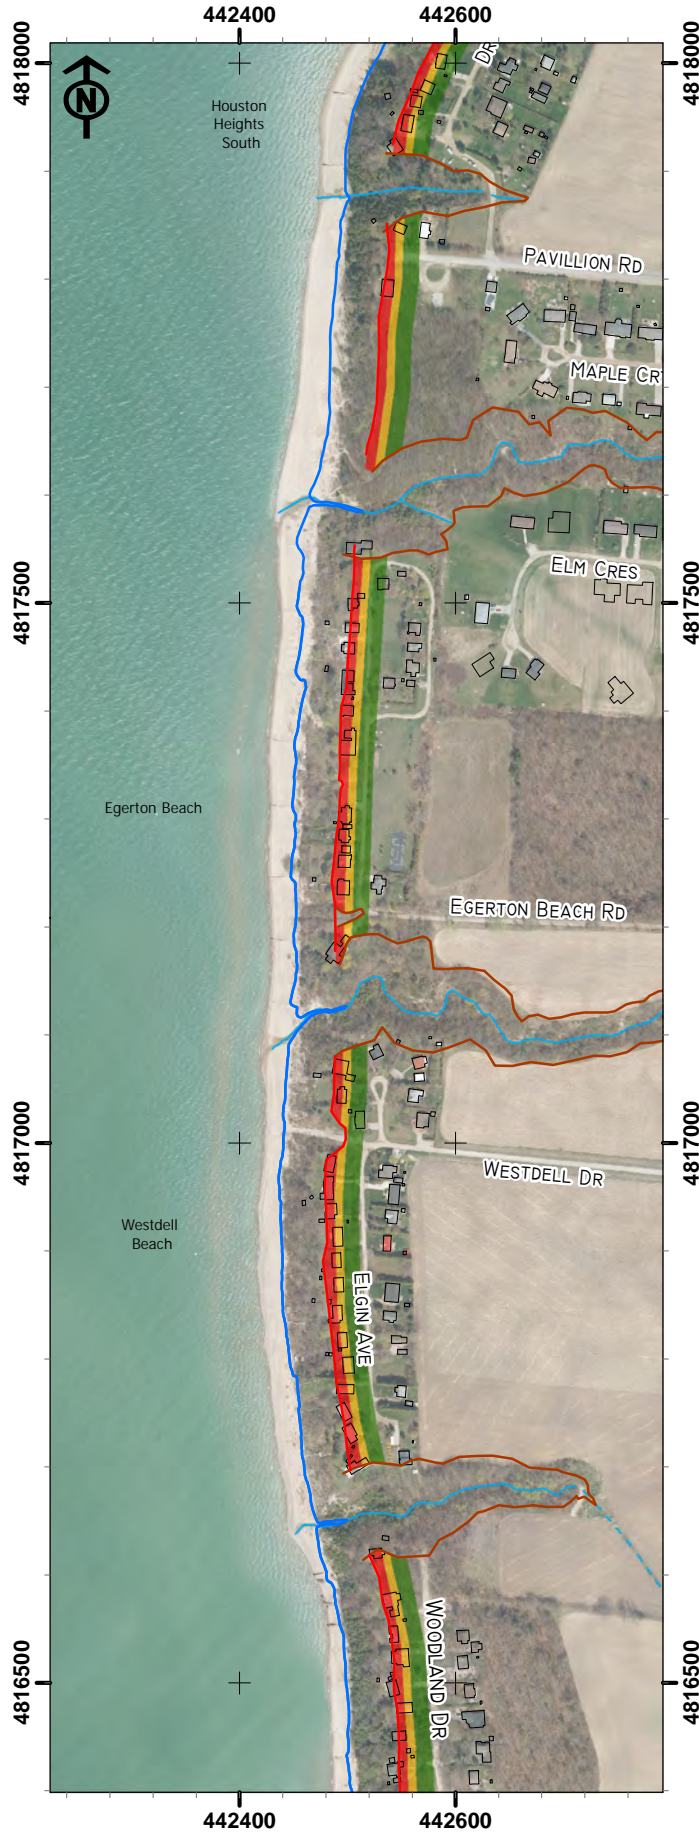 442400
442600
4818000
4818000
N
DR
Houston
Heights
South
PAVILLION RD
MAPLE CR
ELM CRES
4817500
4817500
Egerton Beach
EGERTON BEACH RD
4817000
4817000
WESTDELL DR
Westdell
Beach
ELGIN AVE
WOODLAND DR
4816500
4816500
442400
442600